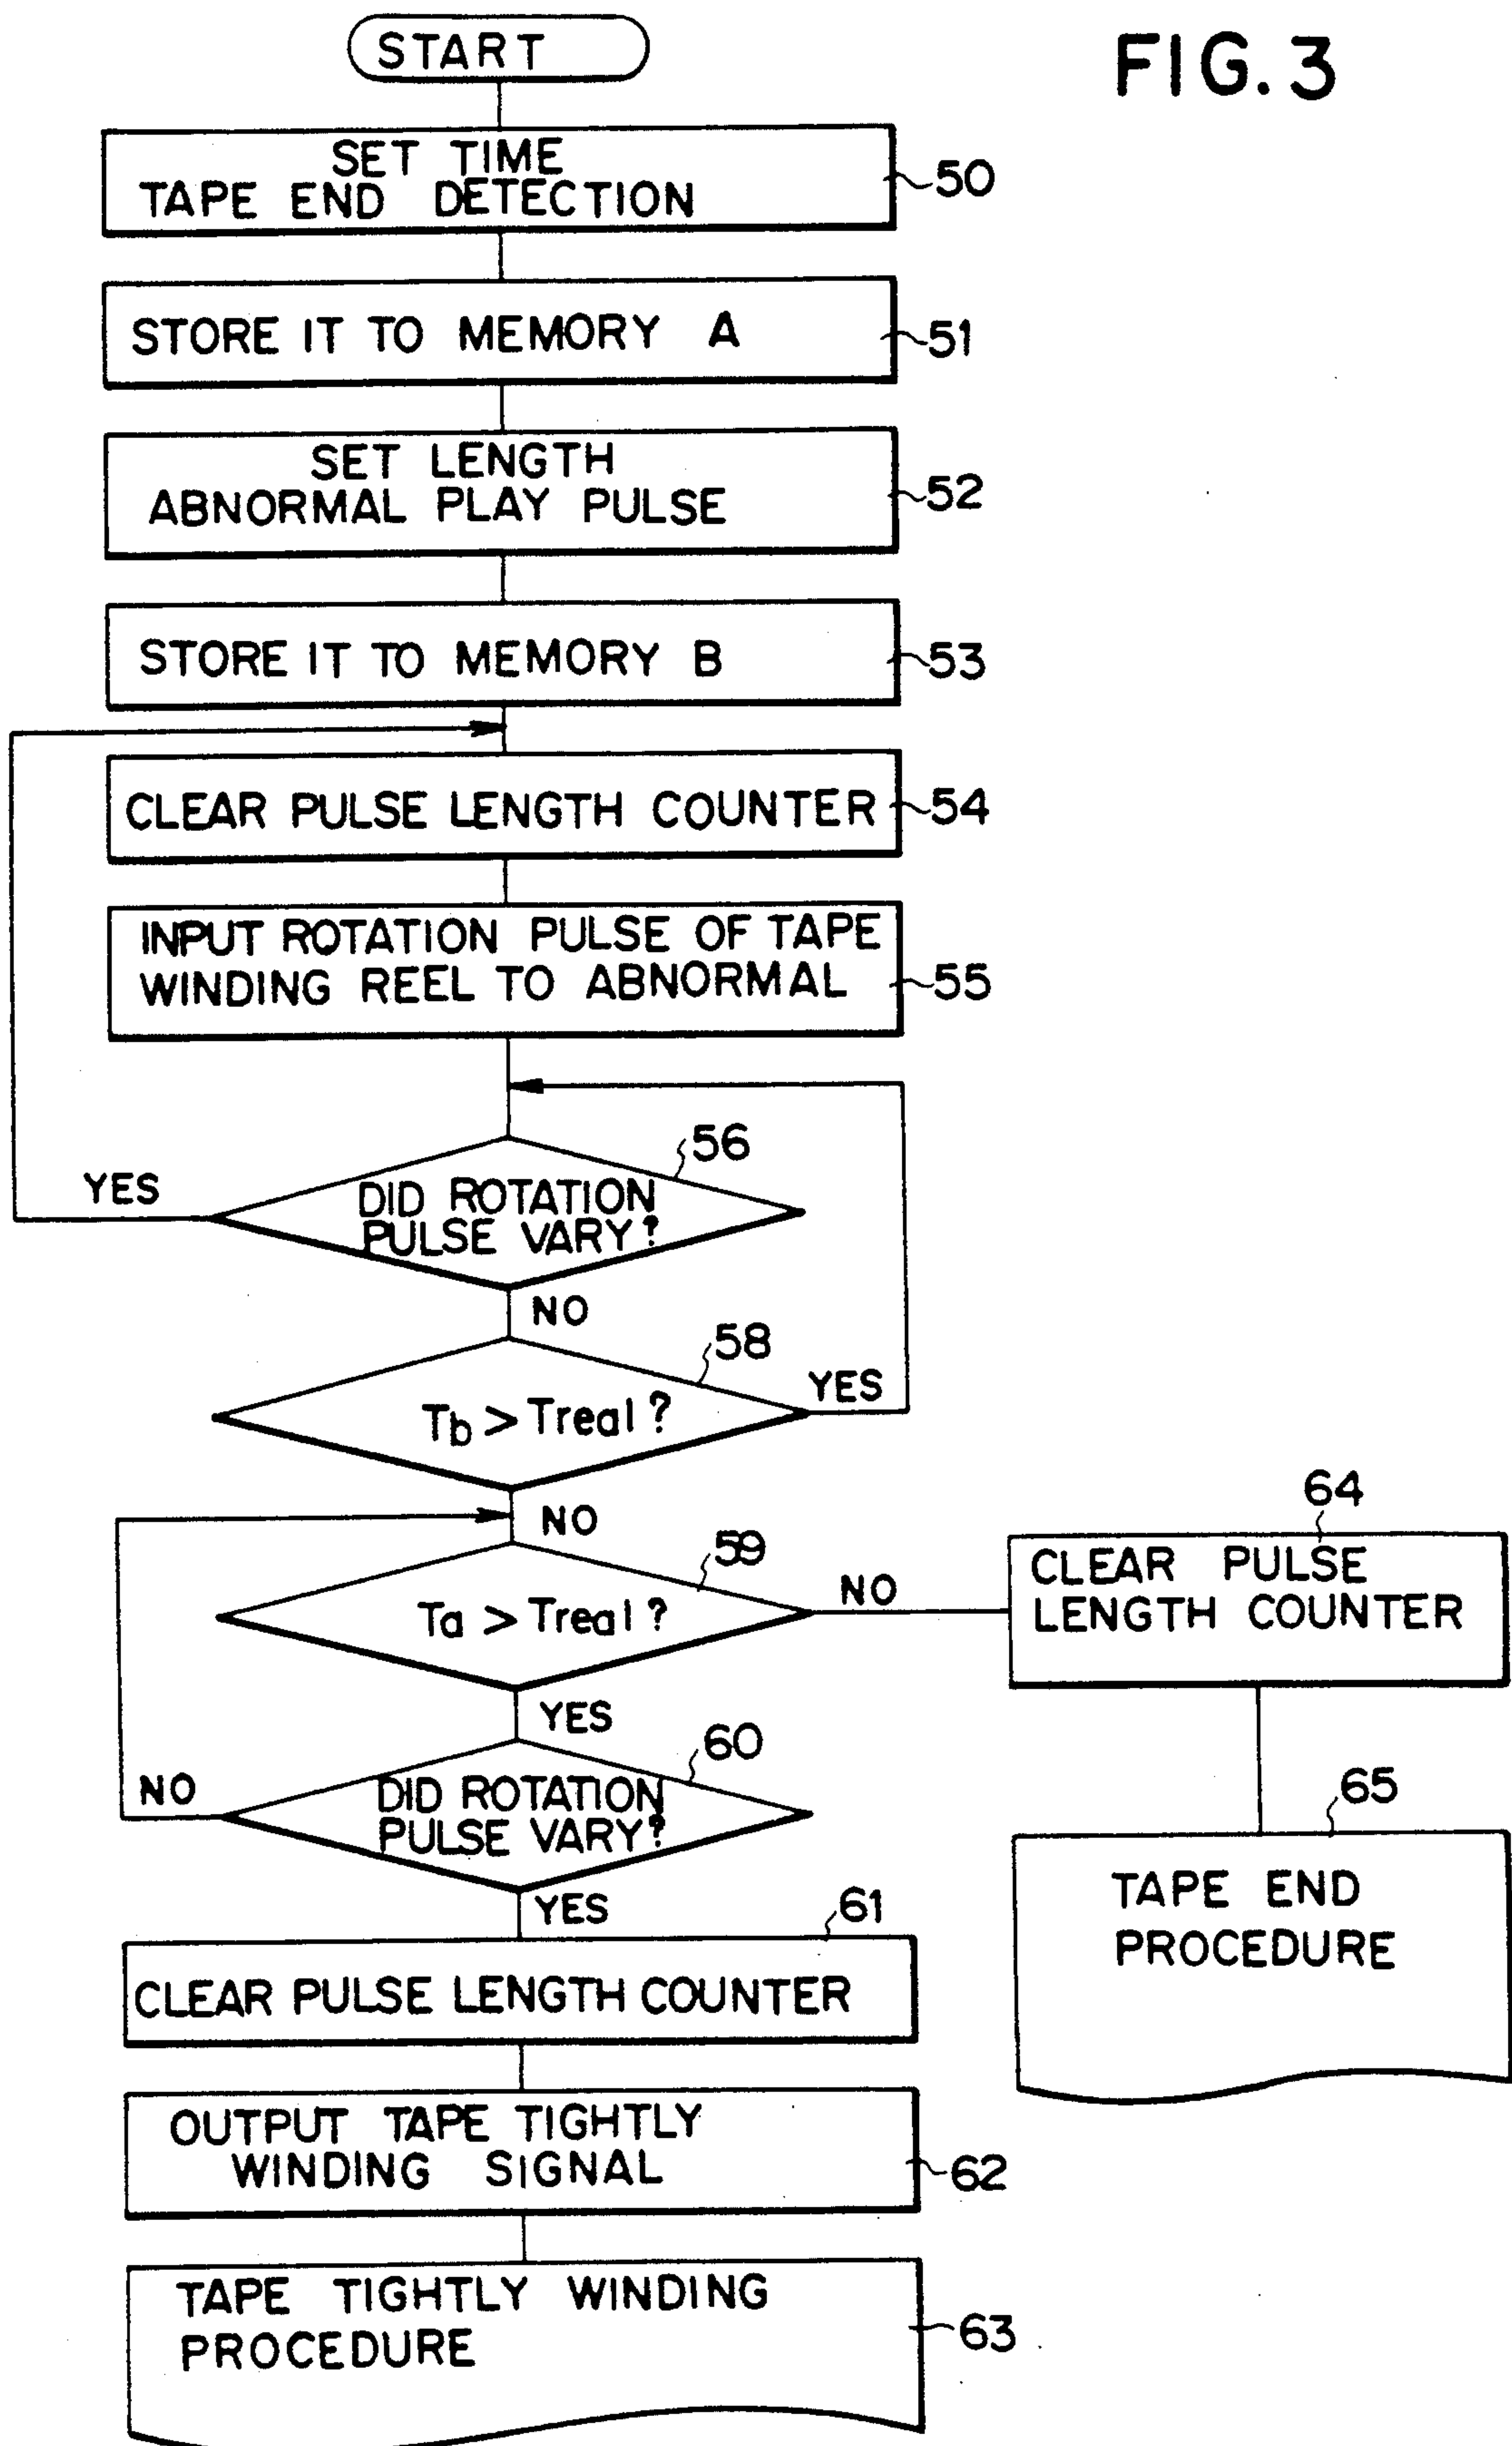 START
FIG. 3
SET TIME
TAPE END DETECTION
50
STORE IT TO MEMORY A
51
SET LENGTH
ABNORMAL PLAY PULSE
52
STORE IT TO MEMORY B
53
CLEAR PULSE LENGTH COUNTER
54
INPUT ROTATION PULSE OF TAPE
WINDING REEL TO ABNORMAL
55
56
YES
DID ROTATION
PULSE VARY?
NO
58
YES
Tb > Treal?
NO
59
NO
Ta > Treal?
64
CLEAR PULSE
LENGTH COUNTER
YES
60
NO
DID ROTATION
PULSE VARY?
65
TAPE END
PROCEDURE
YES
61
CLEAR PULSE LENGTH COUNTER
OUTPUT TAPE TIGHTLY
WINDING SIGNAL
62
TAPE TIGHTLY WINDING
PROCEDURE
63